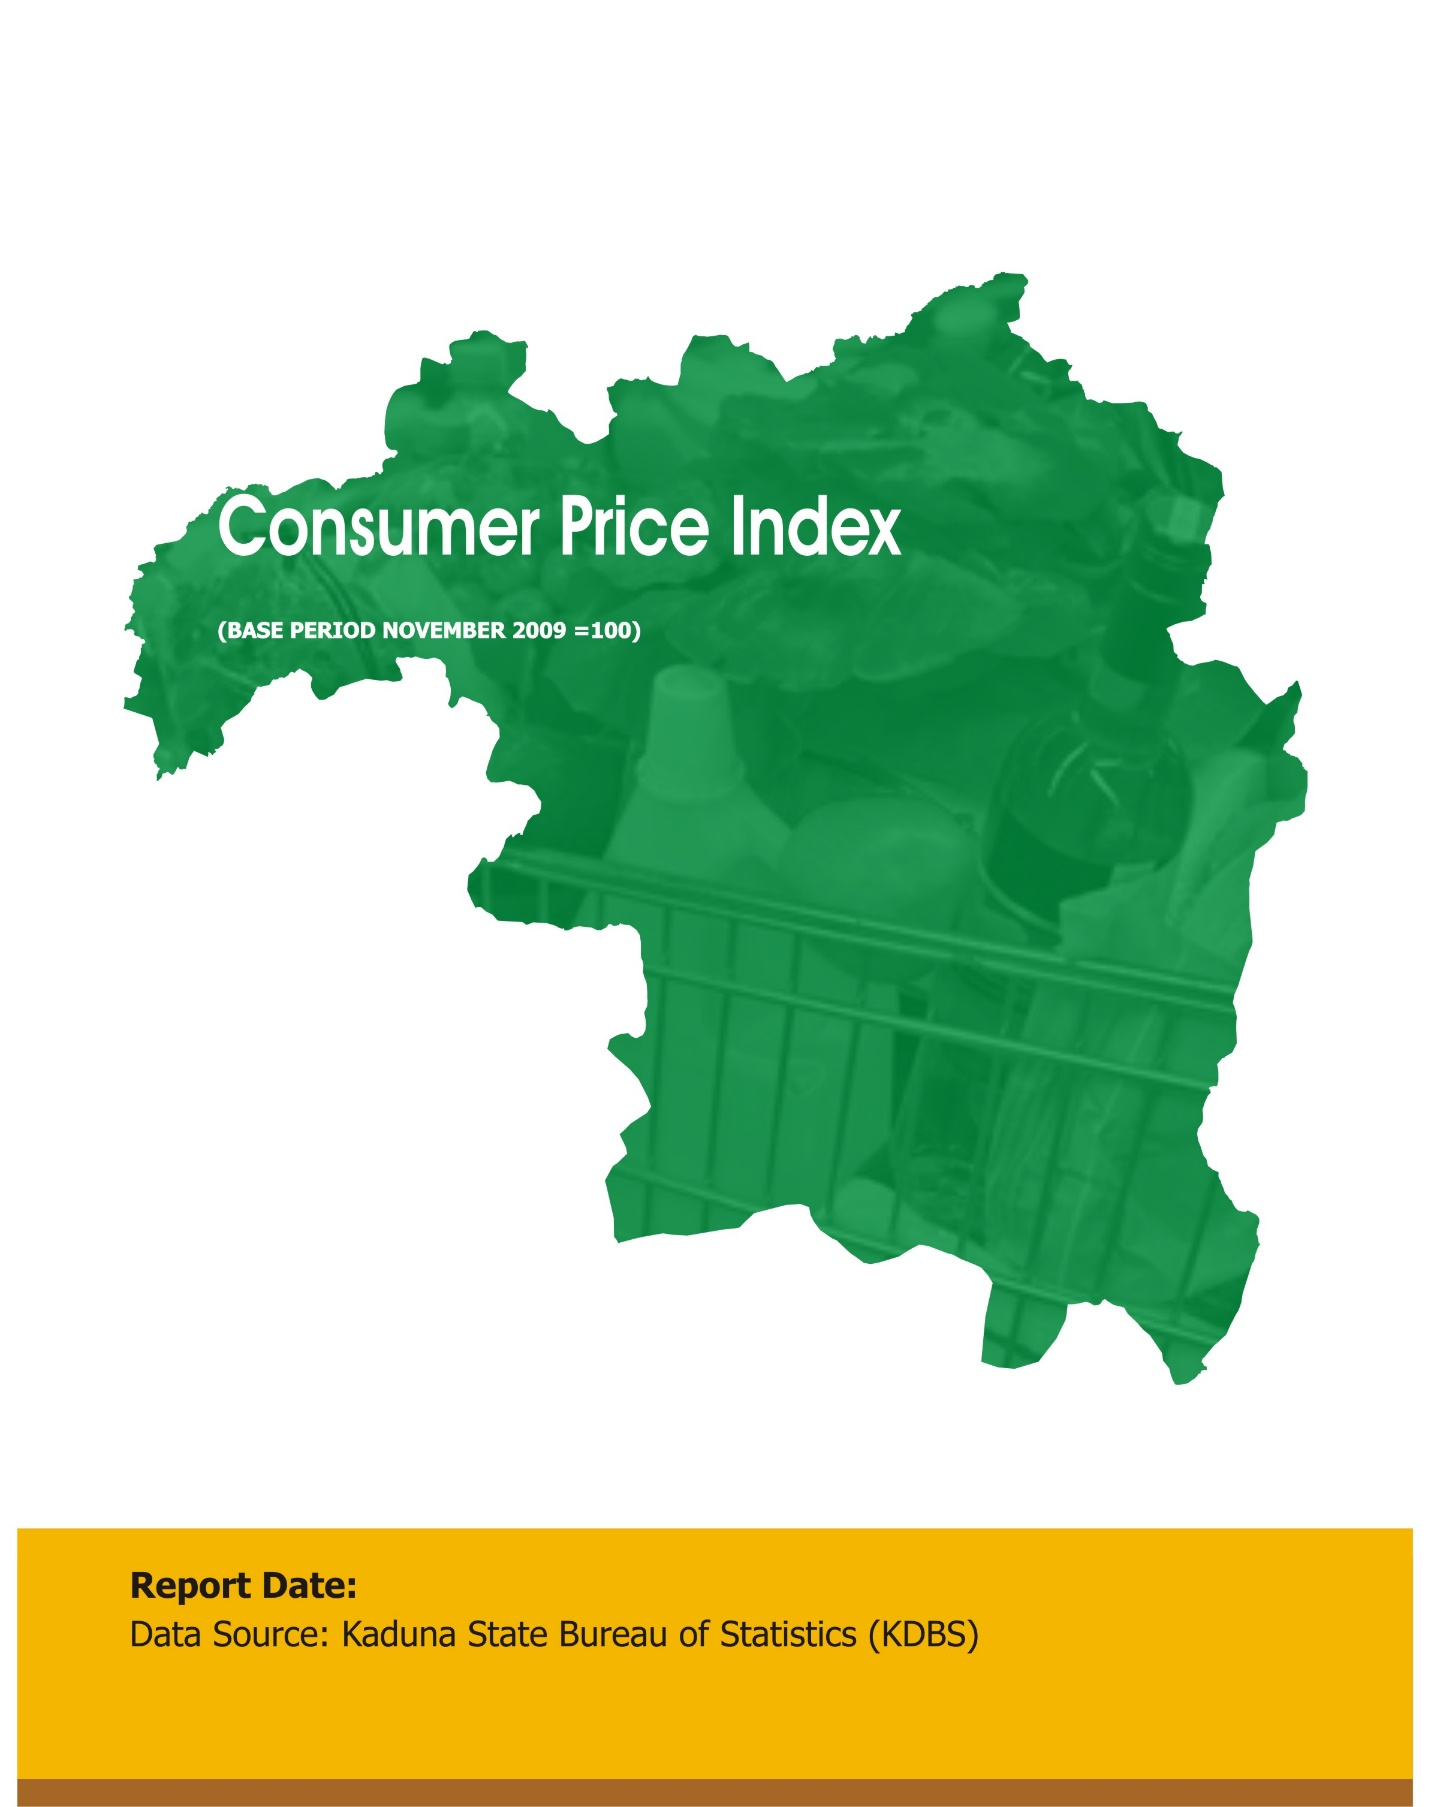 Consumer Price Index
(BASE PERIOD NOVEMBER 2009 =100)
Report Date:
Data Source: Kaduna State Bureau of Statistics (KDBS)